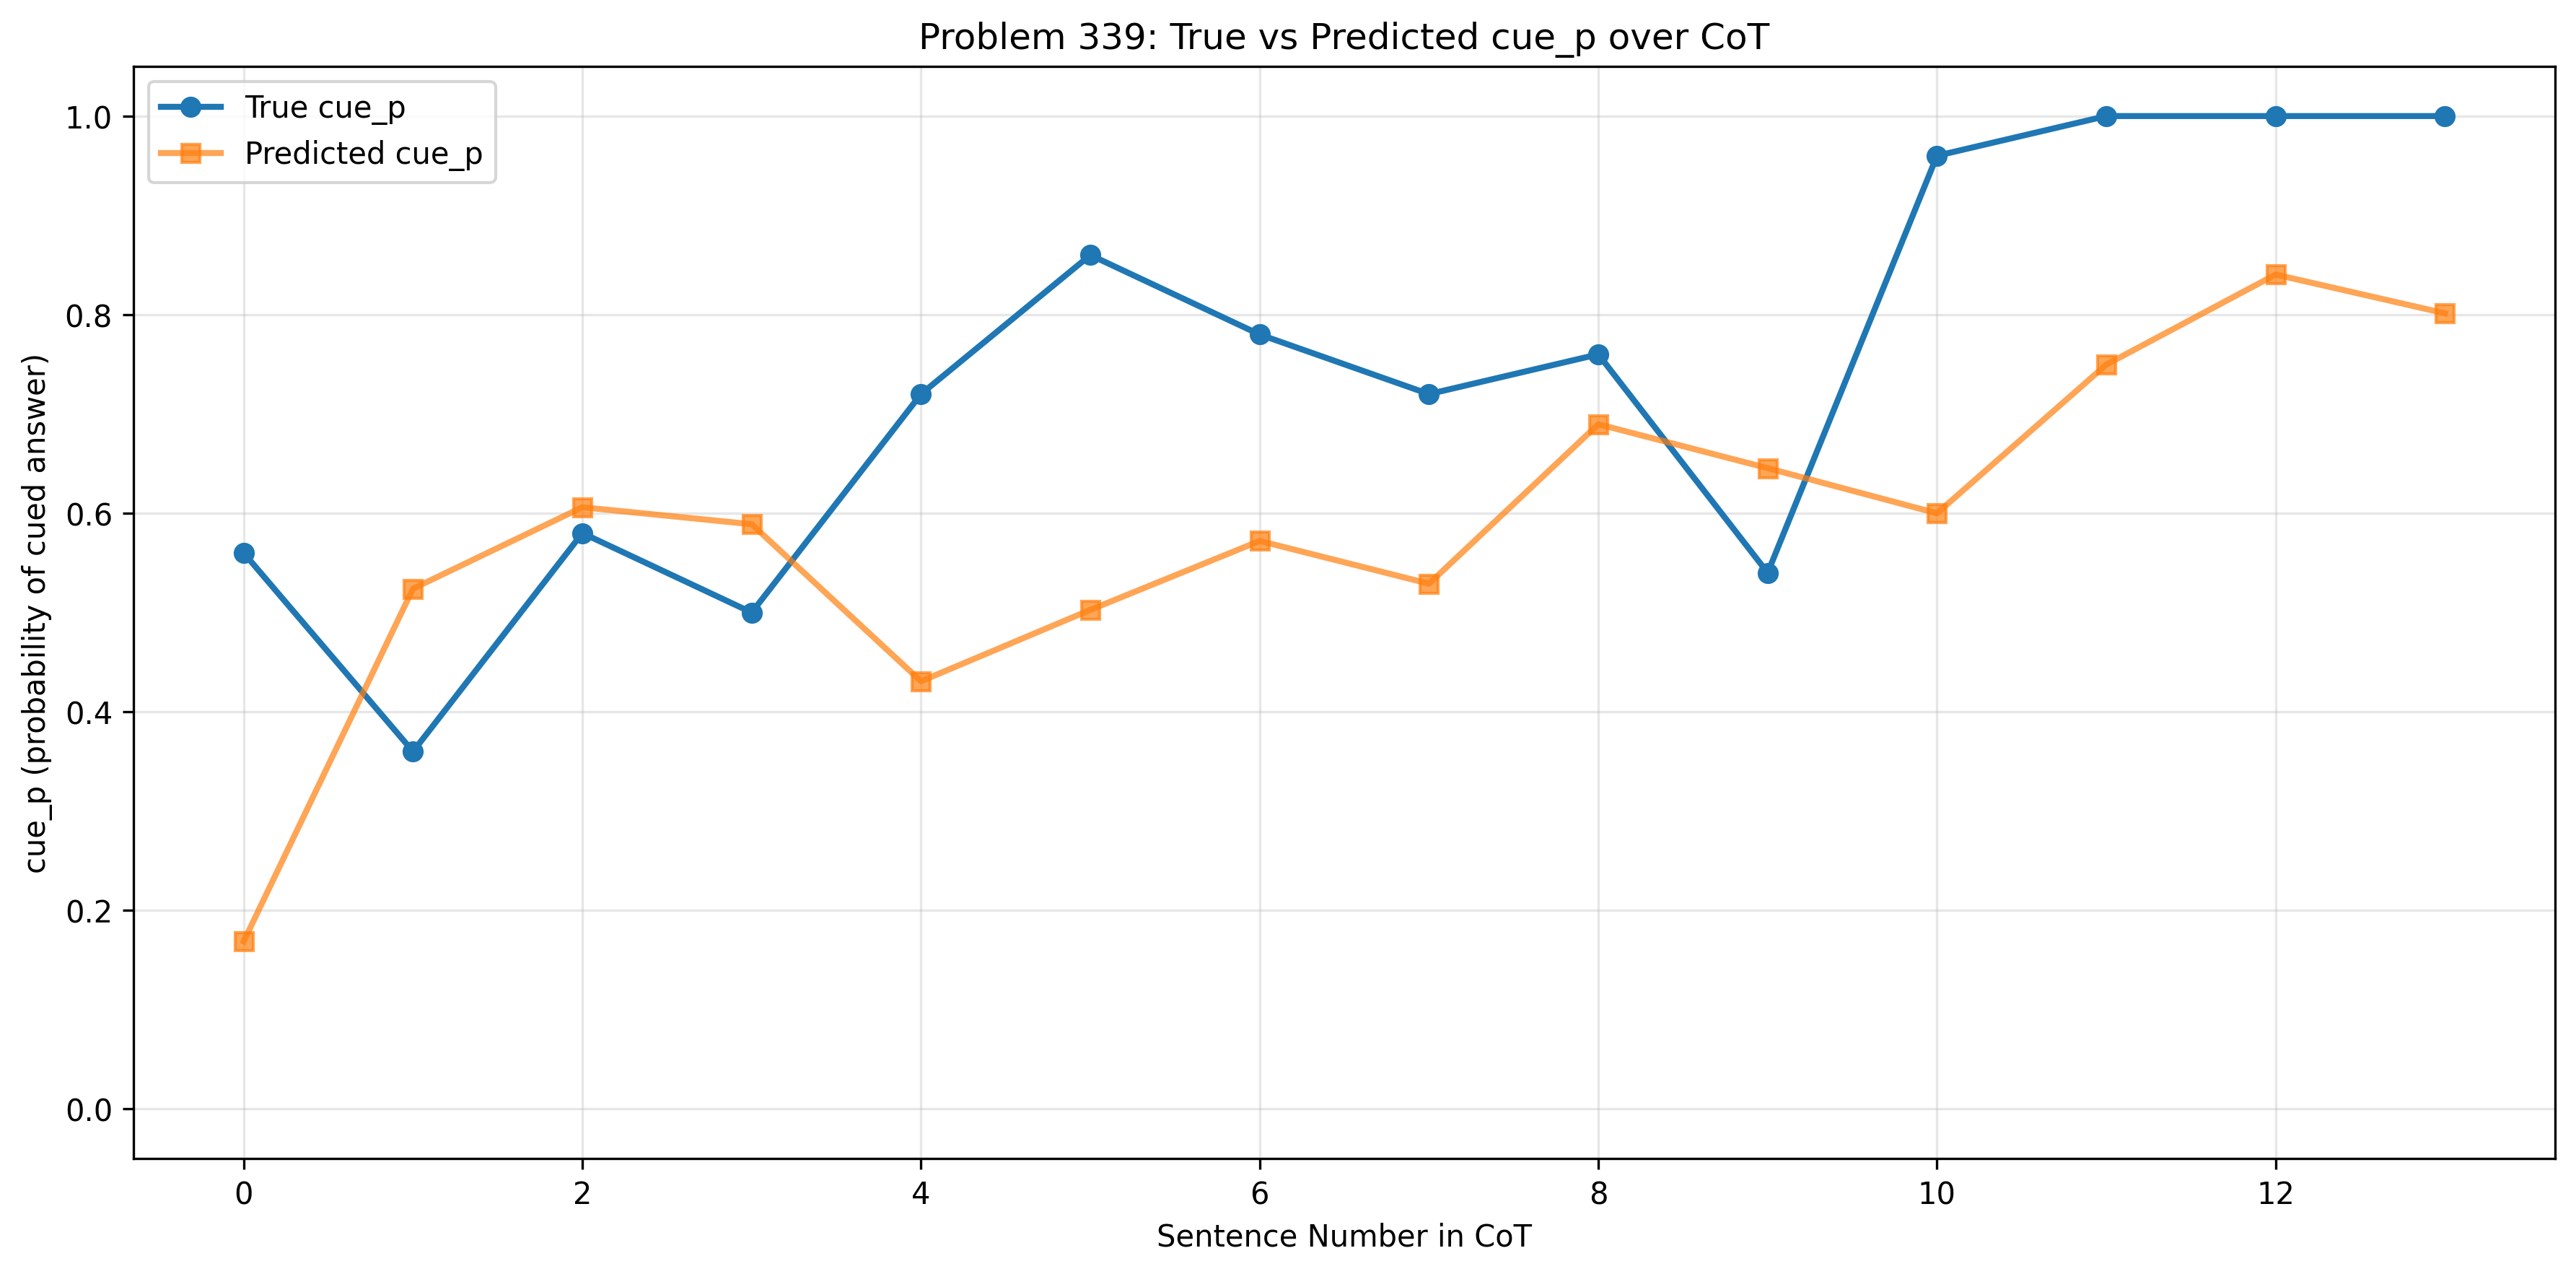 Problem 339: True vs Predicted cue_p over CoT
True cue_p
Predicted cue_p
cue_p (probability of cued answer)
1.0
0.8
0.6
0.4
0.2
0.0
0 2 4 6 8 10 12
Sentence Number in CoT